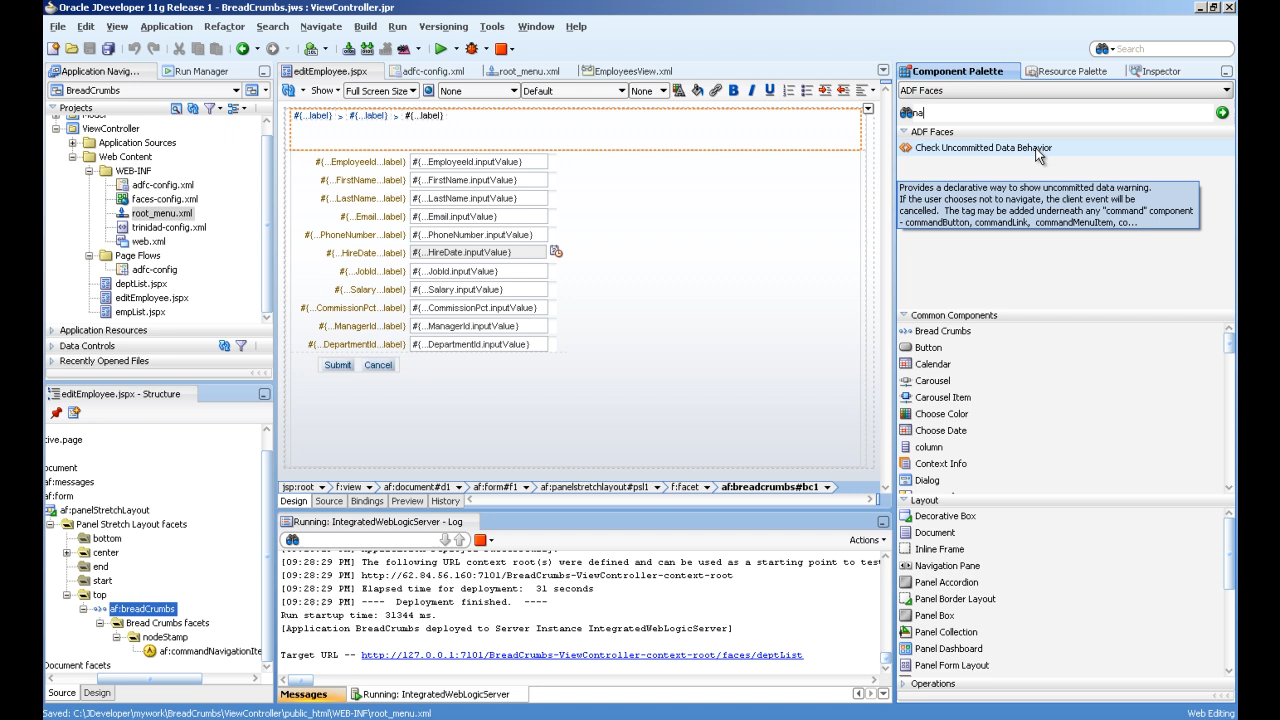 Oracle JDeveloper 11g Release 1 - BreadCrumbs.jws : ViewController.jpr
File Edit View Application Refactor Search Navigate Build Run Versioning Tools Window Help
Search
Application Navig...
Run Manager
BreadCrumbs
Projects
ViewController
Application Sources
Web Content
WEB-INF
adfc-config.xml
faces-config.xml
root_menu.xml
trinidad-config.xml
web.xml
Page Flows
adfc-config
deptList.jspx
editEmployee.jspx
empList.jspx
Application Resources
Data Controls
Recently Opened Files
editEmployee.jspx - Structure
tive.page
ocument
af:messages
af:form
af:panelStretchLayout
Panel Stretch Layout facets
bottom
center
end
start
top
af:breadCrumbs
Bread Crumbs facets
nodeStamp
af:commandNavigationIte
Document facets
Source Design
editEmployee.jspx
adfc-config.xml
root_menu.xml
EmployeesView.xml
Show
Full Screen Size
None
Default
None
#{...label} > #{...label} > #{...label}
#{...EmployeeId...label} #{...EmployeeId.inputValue}
#{...FirstName...label} #{...FirstName.inputValue}
#{...LastName...label} #{...LastName.inputValue}
#{...Email...label} #{...Email.inputValue}
#{...PhoneNumber...label} #{...PhoneNumber.inputValue}
#{...HireDate...label} #{...HireDate.inputValue}
#{...JobId...label} #{...JobId.inputValue}
#{...Salary...label} #{...Salary.inputValue}
#{...CommissionPct...label} #{...CommissionPct.inputValue}
#{...ManagerId...label} #{...ManagerId.inputValue}
#{...DepartmentId...label} #{...DepartmentId.inputValue}
Submit Cancel
jsp:root f:view af:document#d1 af:form#f1 af:panelstretchlayout#psl1 f:facet af:breadcrumbs#bc1
Design Source Bindings Preview History
Running: IntegratedWebLogicServer - Log
Actions
[09:28:29 PM] The following URL context root(s) were defined and can be used as a starting point to test
[09:28:29 PM] http://62.84.56.160:7101/BreadCrumbs-ViewController-context-root
[09:28:29 PM] Elapsed time for deployment: 31 seconds
[09:28:29 PM] ---- Deployment finished. ----
Run startup time: 31344 ms.
[Application BreadCrumbs deployed to Server Instance IntegratedWebLogicServer]
Target URL -- http://127.0.0.1:7101/BreadCrumbs-ViewController-context-root/faces/deptList
Messages
Running: IntegratedWebLogicServer
Component Palette
Resource Palette
Inspector
ADF Faces
na
ADF Faces
Check Uncommitted Data Behavior
Provides a declarative way to show uncommitted data warning.
If the user chooses not to navigate, the client event will be
cancelled. The tag may be added underneath any "command" component
- commandButton, commandLink, commandMenuItem, co...
Common Components
Bread Crumbs
Button
Calendar
Carousel
Carousel Item
Choose Color
Choose Date
column
Context Info
Dialog
Layout
Decorative Box
Document
Inline Frame
Navigation Pane
Panel Accordion
Panel Border Layout
Panel Box
Panel Collection
Panel Dashboard
Panel Form Layout
Operations
Saved: C:\JDeveloper\mywork\BreadCrumbs\ViewController\public_html\WEB-INF\root_menu.xml
Web Editing